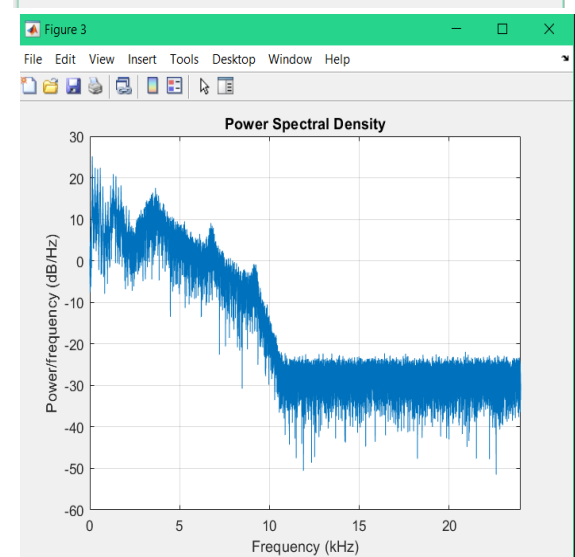 Figure 3
File Edit View Insert Tools Desktop Window Help
Power Spectral Density
30
20
10
0
-10
-20
-30
-40
-50
-60
Power/frequency (dB/Hz)
0 5 10 15 20
Frequency (kHz)